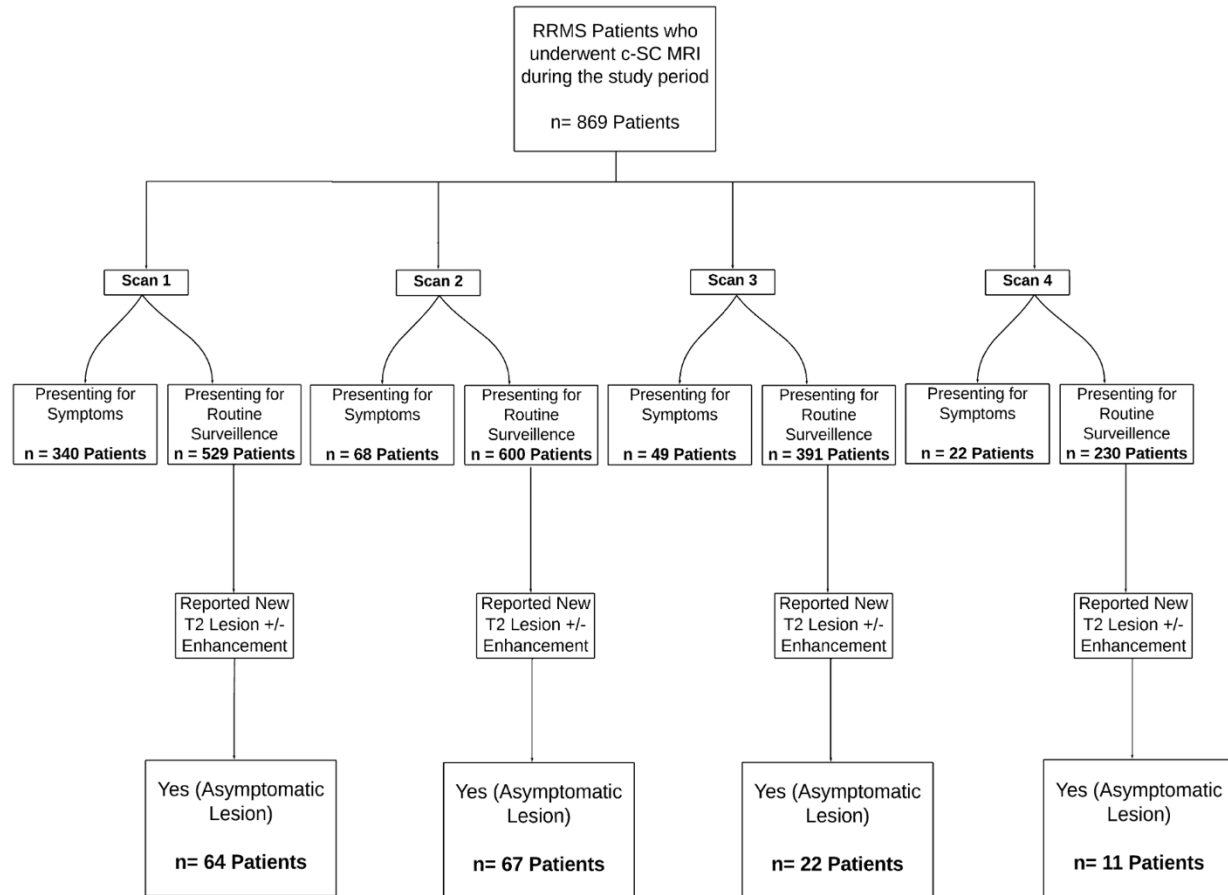 RRMS Patients who
underwent c-SC MRI
during the study period
n= 869 Patients
Scan 1
Scan 2
Scan 3
Scan 4
Presenting for
Symptoms
n = 340 Patients
Presenting for
Routine
Surveillence
n = 529 Patients
Presenting for
Symptoms
n = 68 Patients
Presenting for
Routine
Surveillence
n = 600 Patients
Presenting for
Symptoms
n = 49 Patients
Presenting for
Routine
Surveillence
n = 391 Patients
Presenting for
Symptoms
n = 22 Patients
Presenting for
Routine
Surveillence
n = 230 Patients
Reported New
T2 Lesion +/-
Enhancement
Reported New
T2 Lesion +/-
Enhancement
Reported New
T2 Lesion +/-
Enhancement
Reported New
T2 Lesion +/-
Enhancement
Yes (Asymptomatic
Lesion)
n= 64 Patients
Yes (Asymptomatic
Lesion)
n= 67 Patients
Yes (Asymptomatic
Lesion)
n= 22 Patients
Yes (Asymptomatic
Lesion)
n= 11 Patients